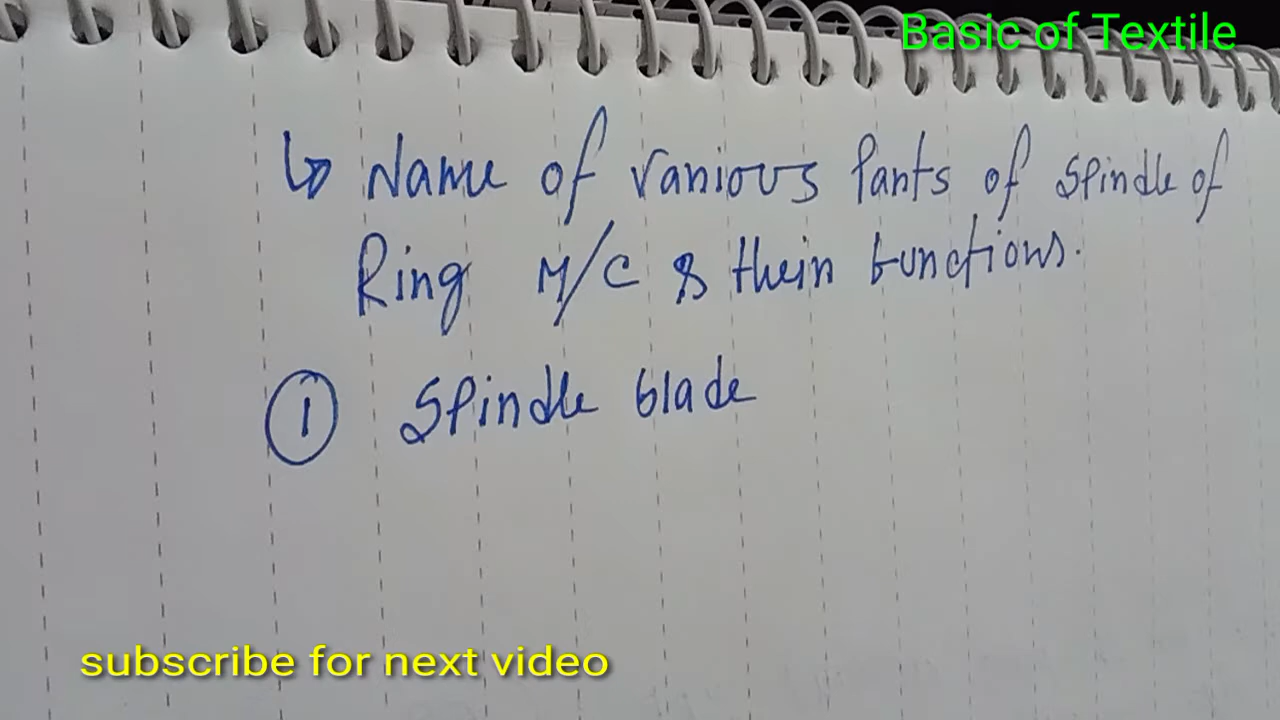 Basic of Textile
↳ Name of various Parts of spindle of
Ring M/C & their functions.
① Spindle blade
subscribe for next video